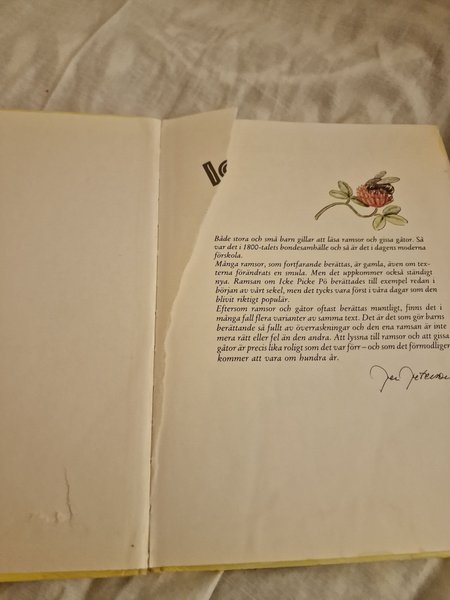 Både stora och små barn gillar att läsa ramsor och gissa gåtor. Så
var det i 1800-talets bondesamhälle och så är det i dagens moderna
förskola.
Många ramsor, som fortfarande berättas, är gamla, även om tex-
terna förändrats en smula. Men det uppkommer också ständigt
nya. Ramsan om Icke Picke Pö berättades till exempel redan i
början av vårt sekel, men det tycks vara först i våra dagar som den
blivit riktigt populär.
Eftersom ramsor och gåtor oftast berättas muntligt, finns det i
många fall flera varianter av samma text. Det är det som gör barns
berättande så fullt av överraskningar och den ena ramsan är inte
mera rätt eller fel än den andra. Att lyssna till ramsor och att gissa
gåtor är precis lika roligt som det var förr – och som det förmodligen
kommer att vara om hundra år.